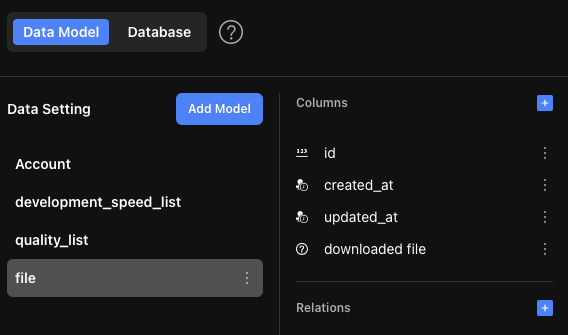 Data Model Database ?
Data Setting Add Model
Account
development_speed_list
quality_list
file
Columns +
123 id
created_at
updated_at
? downloaded file
Relations +